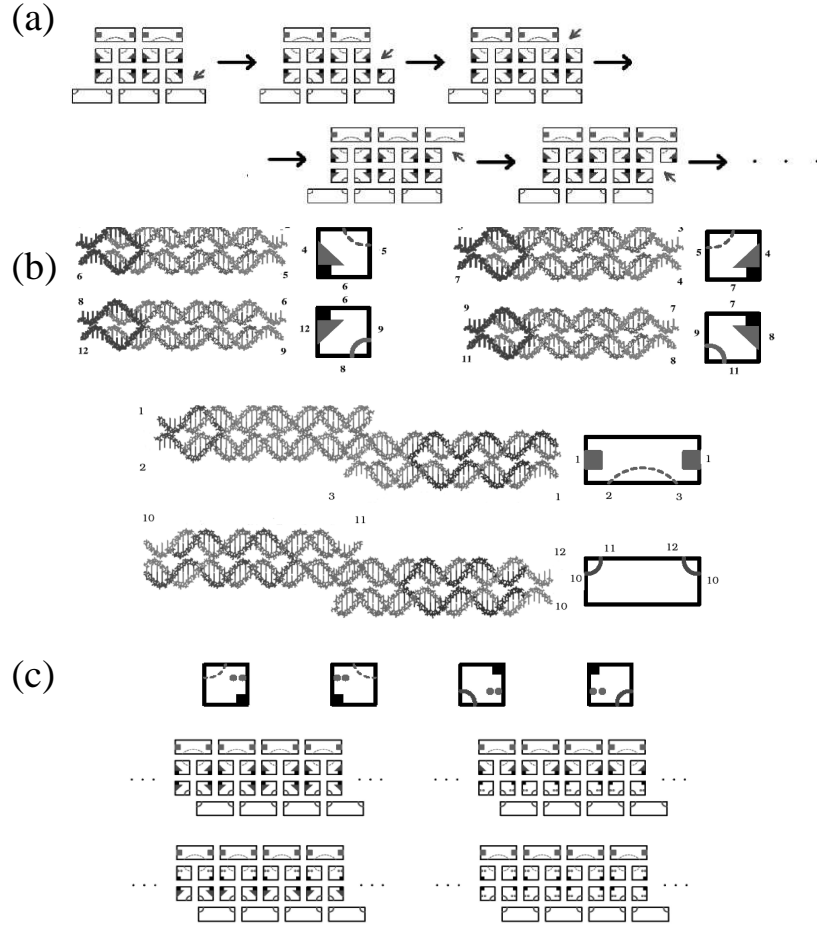 (a)
. . .
(b)
4 5 5 4
6 5 6 7 4 7
8 6 6 9 7 7
12 9 9 8
12 9 8 11 8 11
1
1 1
2
3 1 2 3
10 11
12 11 12
10 10
10
(c)
. . . . . . . . . . . .
. . . . . . . . . . . .